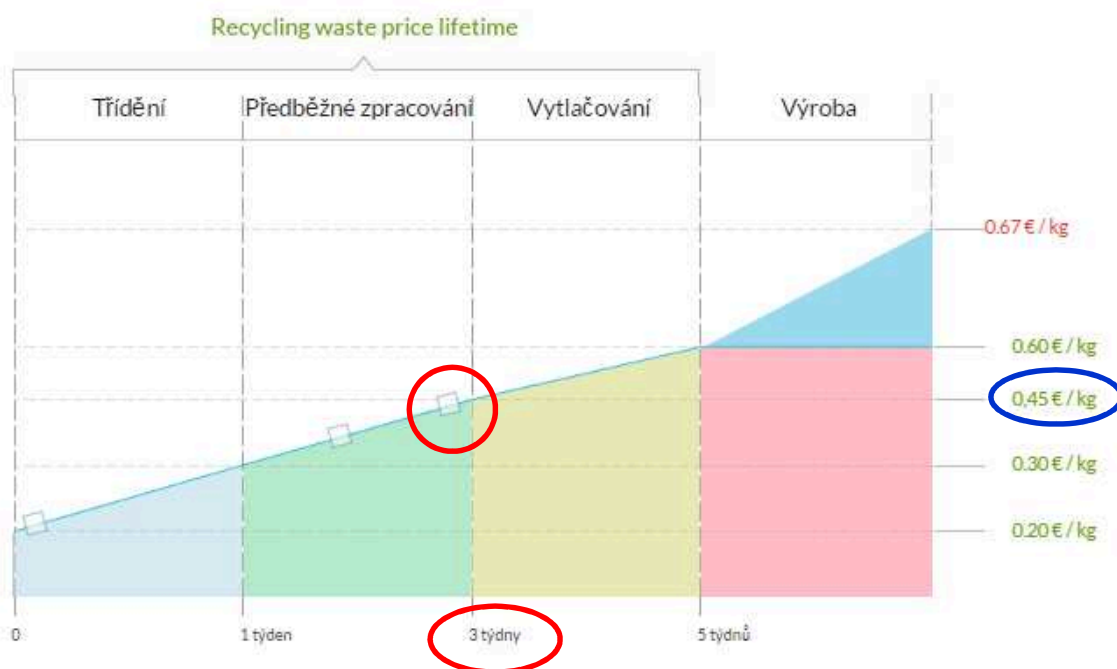 Recycling waste price lifetime
Třídění
Předběžné zpracování
Vytlačování
Výroba
0.67 € / kg
0.60 € / kg
0,45 € / kg
0.30 € / kg
0.20 € / kg
0
1 týden
3 týdny
5 týdnů